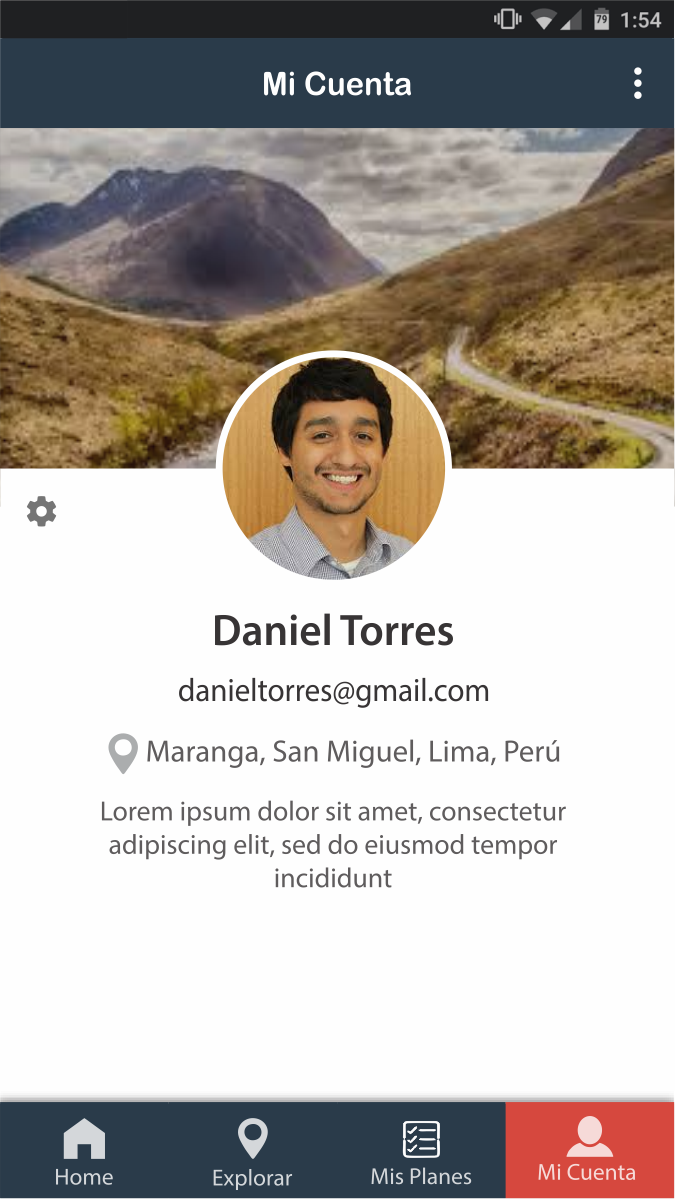 79 1:54
Mi Cuenta
Daniel Torres
danieltorres@gmail.com
Maranga, San Miguel, Lima, Perú
Lorem ipsum dolor sit amet, consectetur
adipiscing elit, sed do eiusmod tempor
incididunt
Home Explorar Mis Planes Mi Cuenta